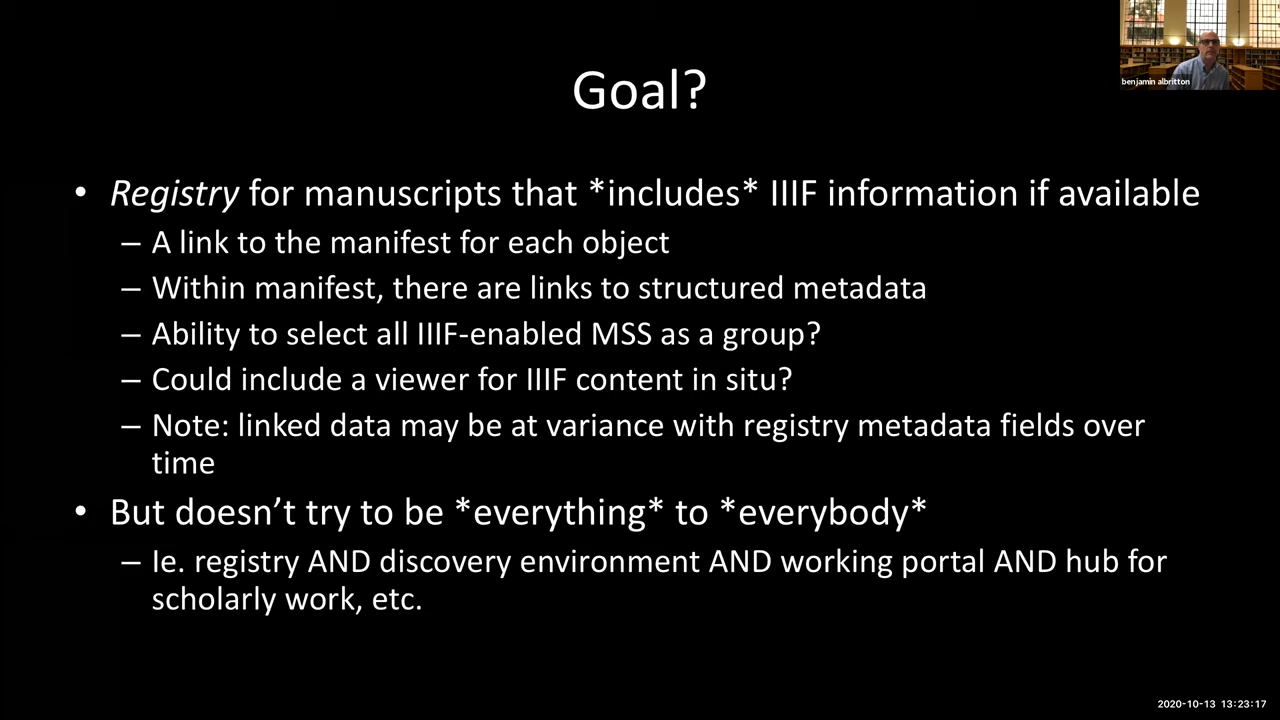 benjamin albritton
Goal?
• Registry for manuscripts that *includes* IIIF information if available
– A link to the manifest for each object
– Within manifest, there are links to structured metadata
– Ability to select all IIIF-enabled MSS as a group?
– Could include a viewer for IIIF content in situ?
– Note: linked data may be at variance with registry metadata fields over
time
• But doesn’t try to be *everything* to *everybody*
– Ie. registry AND discovery environment AND working portal AND hub for
scholarly work, etc.
2020-10-13 13:23:17